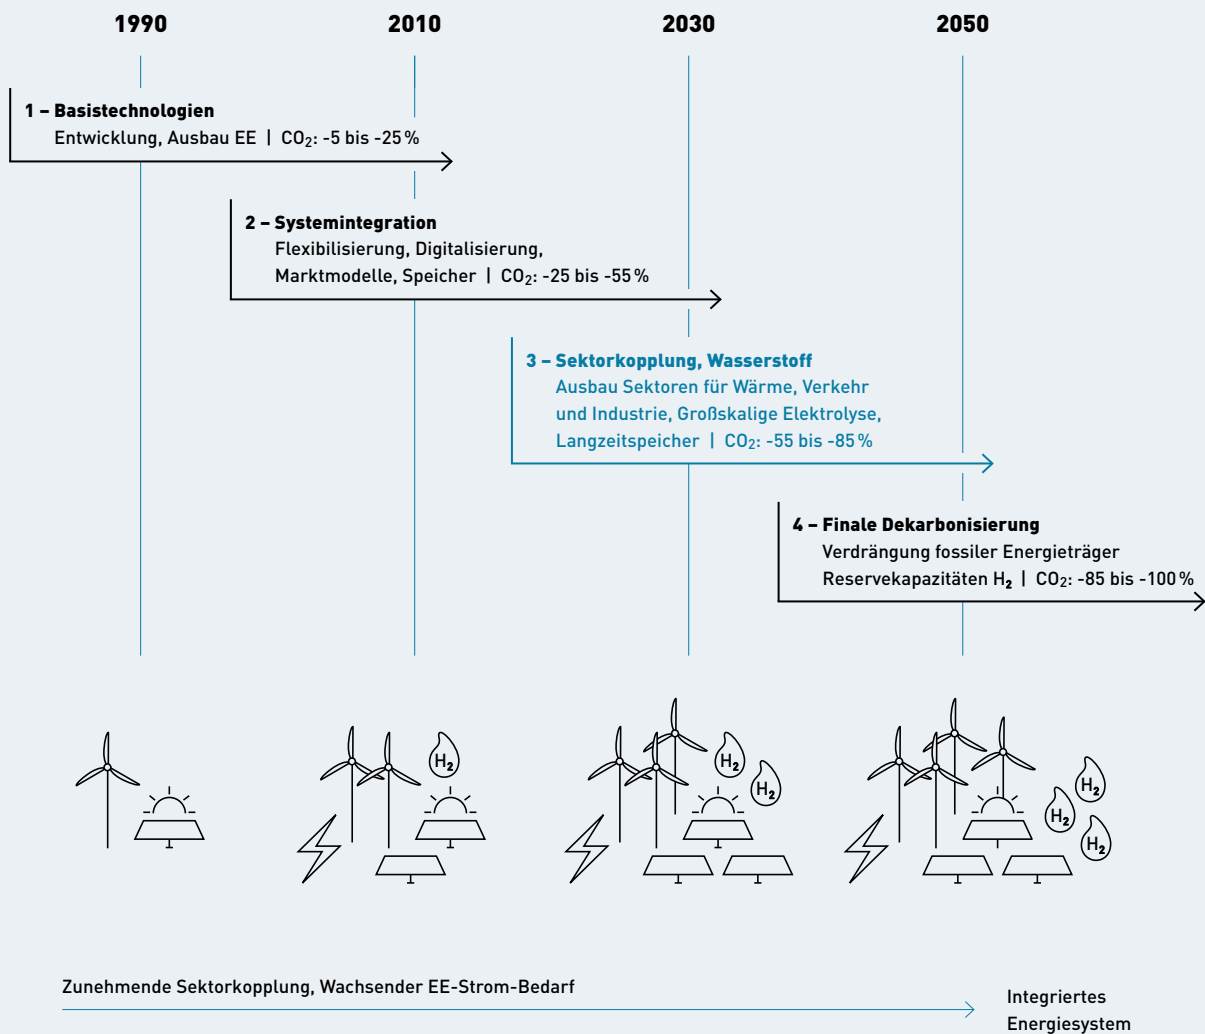 1990 2010 2030 2050
1 – Basistechnologien
Entwicklung, Ausbau EE | CO₂: -5 bis -25 %
2 – Systemintegration
Flexibilisierung, Digitalisierung,
Marktmodelle, Speicher | CO₂: -25 bis -55 %
3 – Sektorkopplung, Wasserstoff
Ausbau Sektoren für Wärme, Verkehr
und Industrie, Großskalige Elektrolyse,
Langzeitspeicher | CO₂: -55 bis -85 %
4 – Finale Dekarbonisierung
Verdrängung fossiler Energieträger
Reservekapazitäten H₂ | CO₂: -85 bis -100 %
H₂
H₂
H₂
H₂
H₂
H₂
Zunehmende Sektorkopplung, Wachsender EE-Strom-Bedarf
Integriertes
Energiesystem